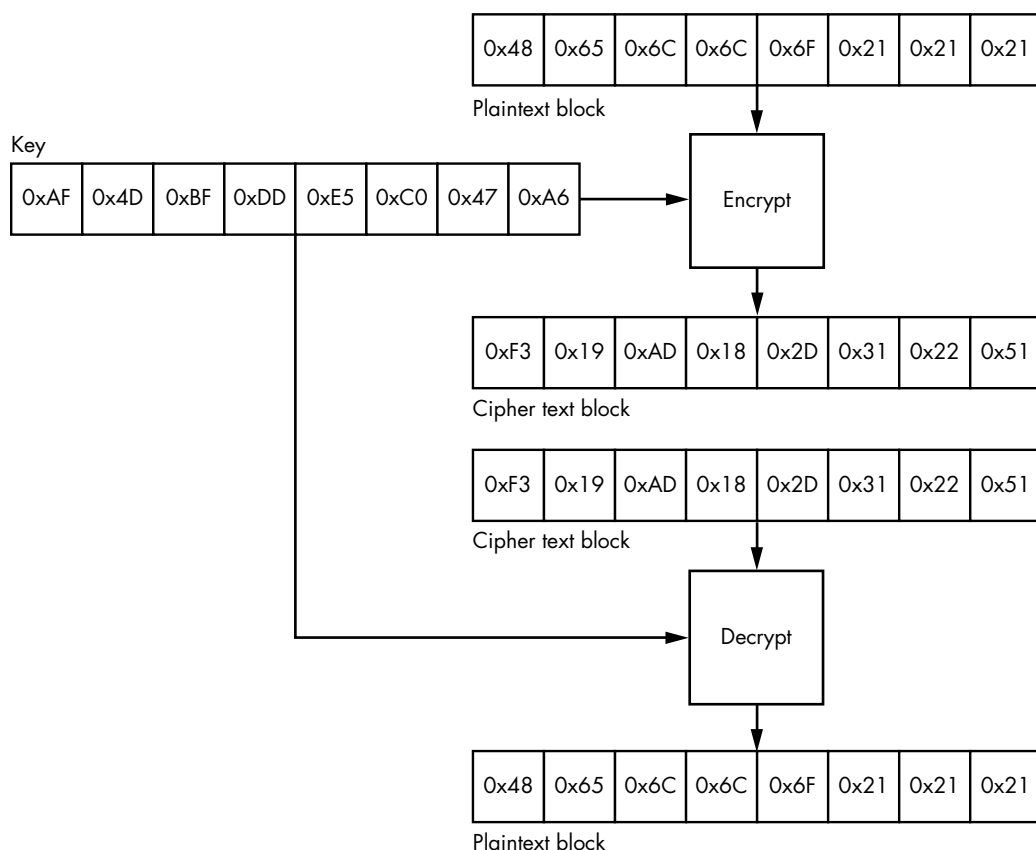 0x48 0x65 0x6C 0x6C 0x6F 0x21 0x21 0x21
Plaintext block
Key
0xAF 0x4D 0xBF 0xDD 0xE5 0xC0 0x47 0xA6
Encrypt
0xF3 0x19 0xAD 0x18 0x2D 0x31 0x22 0x51
Cipher text block
0xF3 0x19 0xAD 0x18 0x2D 0x31 0x22 0x51
Cipher text block
Decrypt
0x48 0x65 0x6C 0x6C 0x6F 0x21 0x21 0x21
Plaintext block